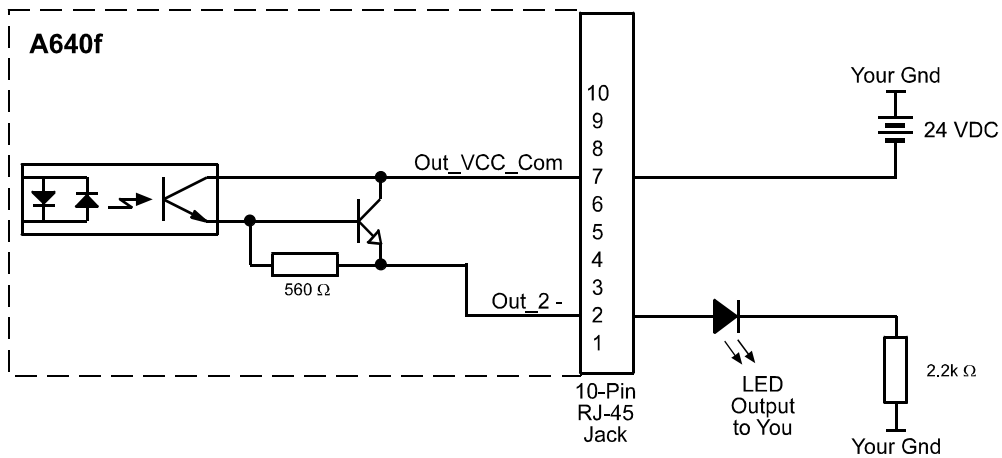 A640f
Your Gnd
24 VDC
10
9
8
Out_VCC_Com
7
6
5
4
560 Ω
3
Out_2 -
2
1
2.2k Ω
10-Pin
RJ-45
Jack
LED
Output
to You
Your Gnd